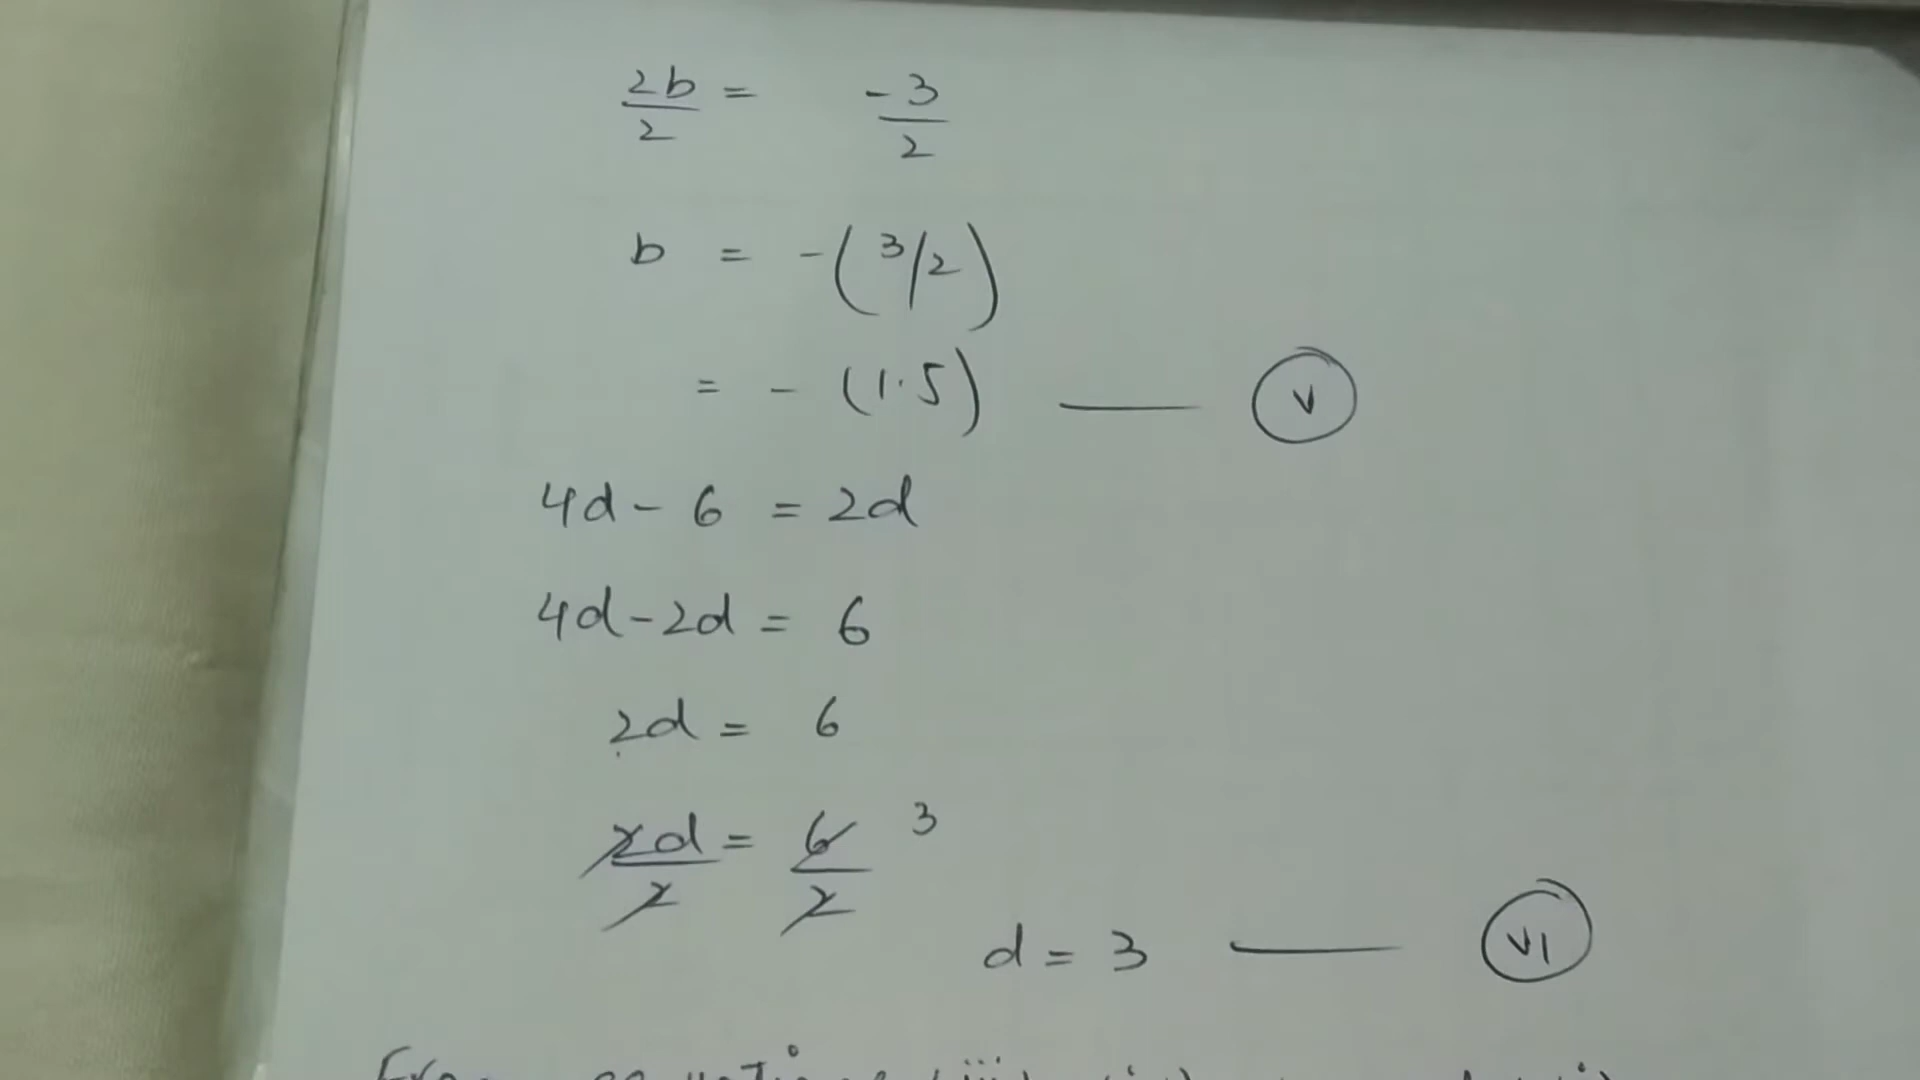 2b/2 = -3/2
b = -(3/2)
= - (1.5) —— (V)
4d - 6 = 2d
4d - 2d = 6
2d = 6
2d/2 = 6/2 3
d = 3 —— (VI)